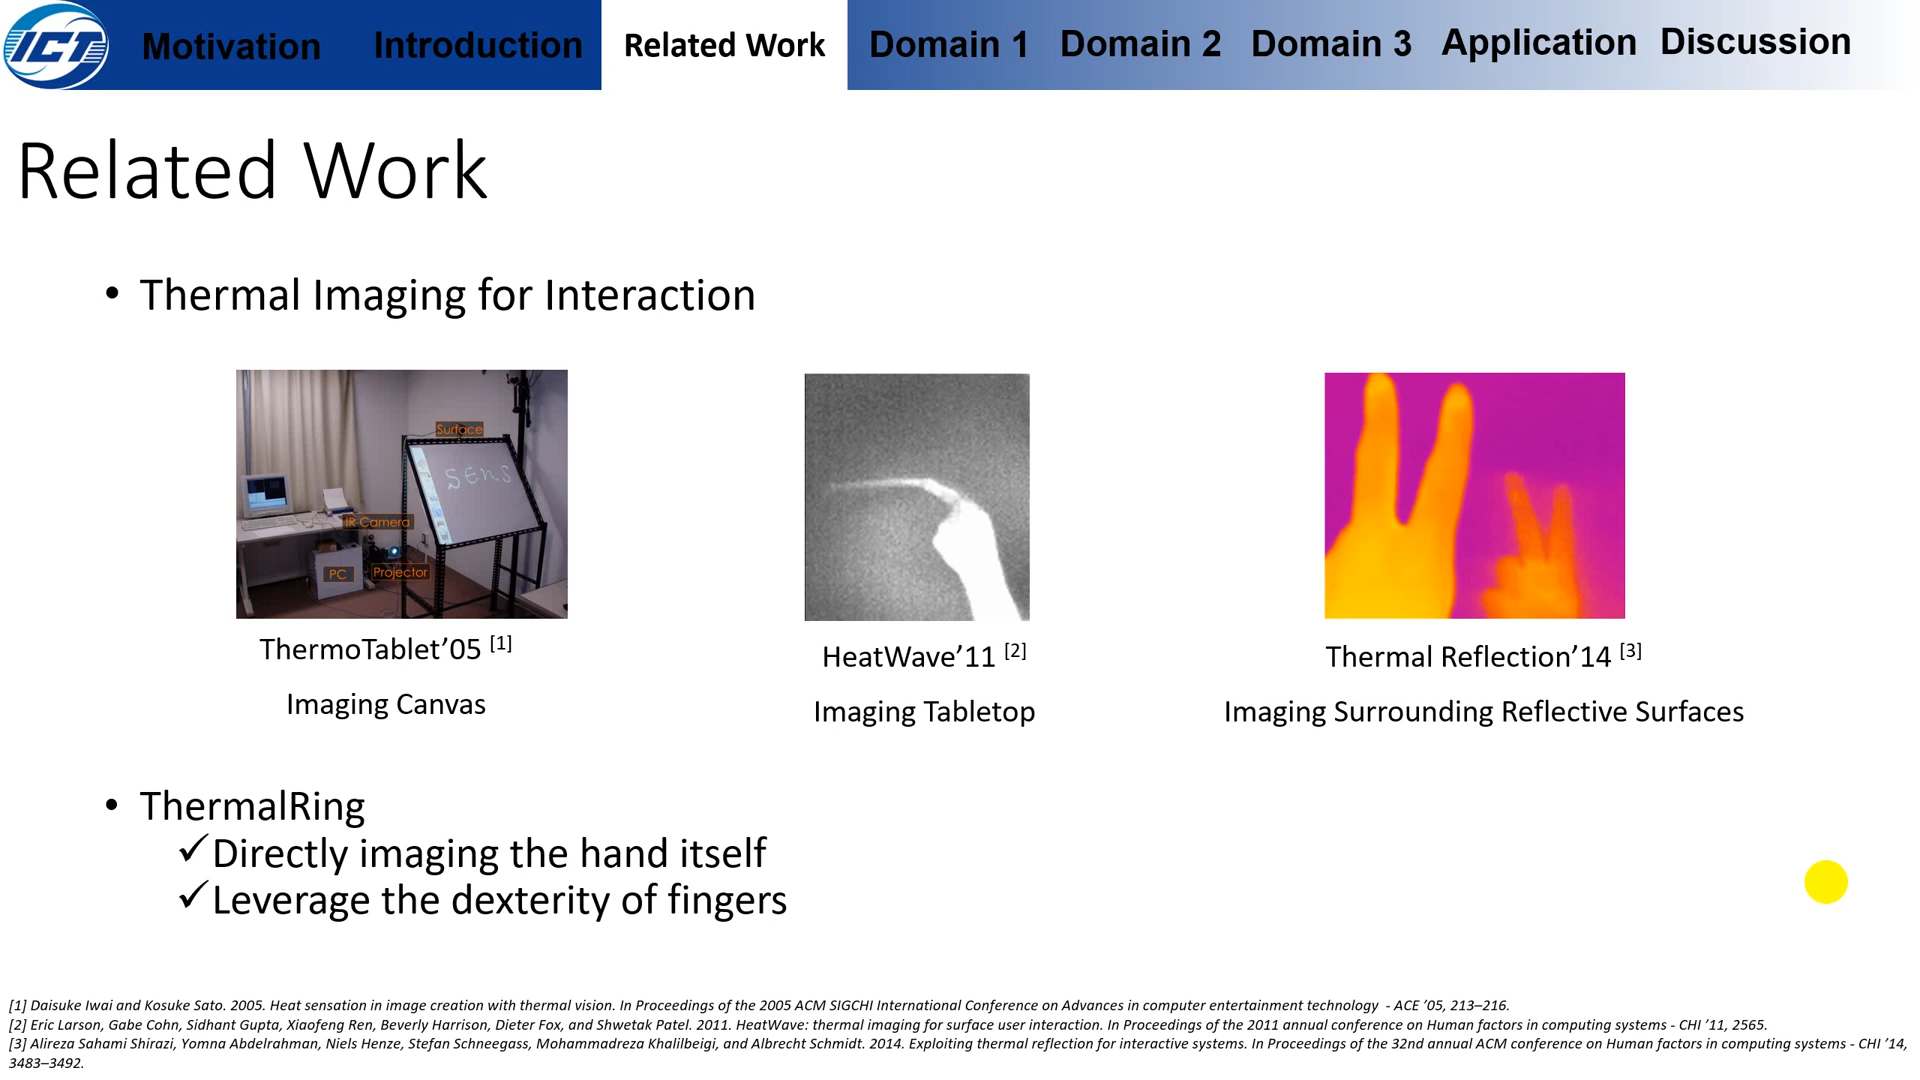 ICT
Motivation Introduction Related Work Domain 1 Domain 2 Domain 3 Application Discussion
Related Work
• Thermal Imaging for Interaction
Surface
sens
IR Camera
PC
Projector
ThermoTablet’05 [1]
Imaging Canvas
HeatWave’11 [2]
Imaging Tabletop
Thermal Reflection’14 [3]
Imaging Surrounding Reflective Surfaces
• ThermalRing
✓Directly imaging the hand itself
✓Leverage the dexterity of fingers
[1] Daisuke Iwai and Kosuke Sato. 2005. Heat sensation in image creation with thermal vision. In Proceedings of the 2005 ACM SIGCHI International Conference on Advances in computer entertainment technology - ACE ’05, 213–216.
[2] Eric Larson, Gabe Cohn, Sidhant Gupta, Xiaofeng Ren, Beverly Harrison, Dieter Fox, and Shwetak Patel. 2011. HeatWave: thermal imaging for surface user interaction. In Proceedings of the 2011 annual conference on Human factors in computing systems - CHI ’11, 2565.
[3] Alireza Sahami Shirazi, Yomna Abdelrahman, Niels Henze, Stefan Schneegass, Mohammadreza Khalilbeigi, and Albrecht Schmidt. 2014. Exploiting thermal reflection for interactive systems. In Proceedings of the 32nd annual ACM conference on Human factors in computing systems - CHI ’14,
3483–3492.